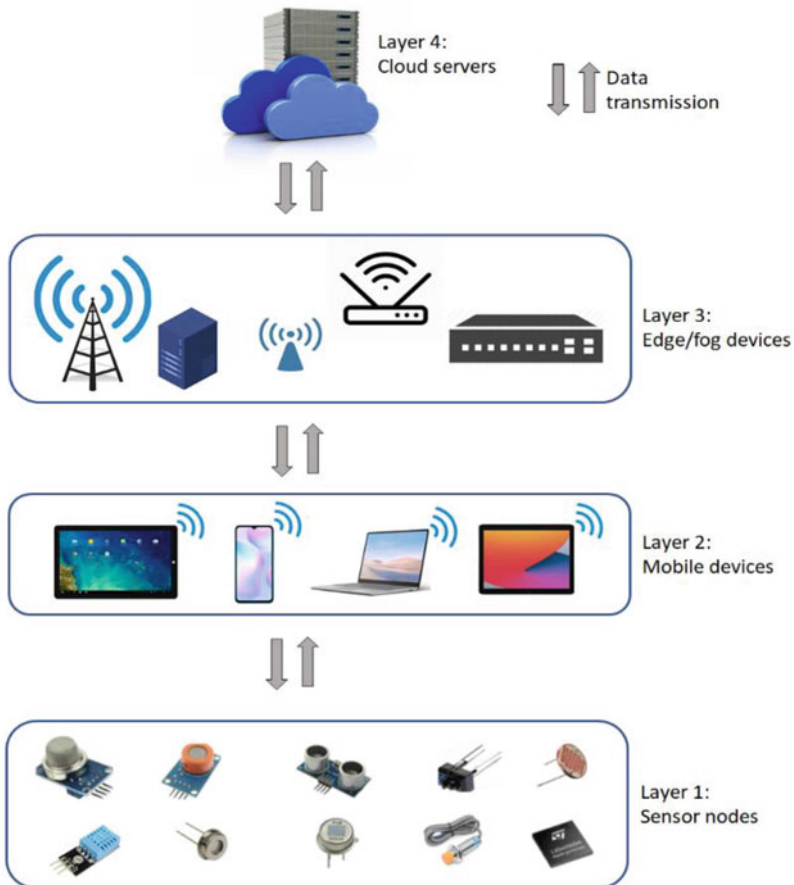 Layer 4:
Cloud servers
Data
transmission
Layer 3:
Edge/fog devices
Layer 2:
Mobile devices
Layer 1:
Sensor nodes